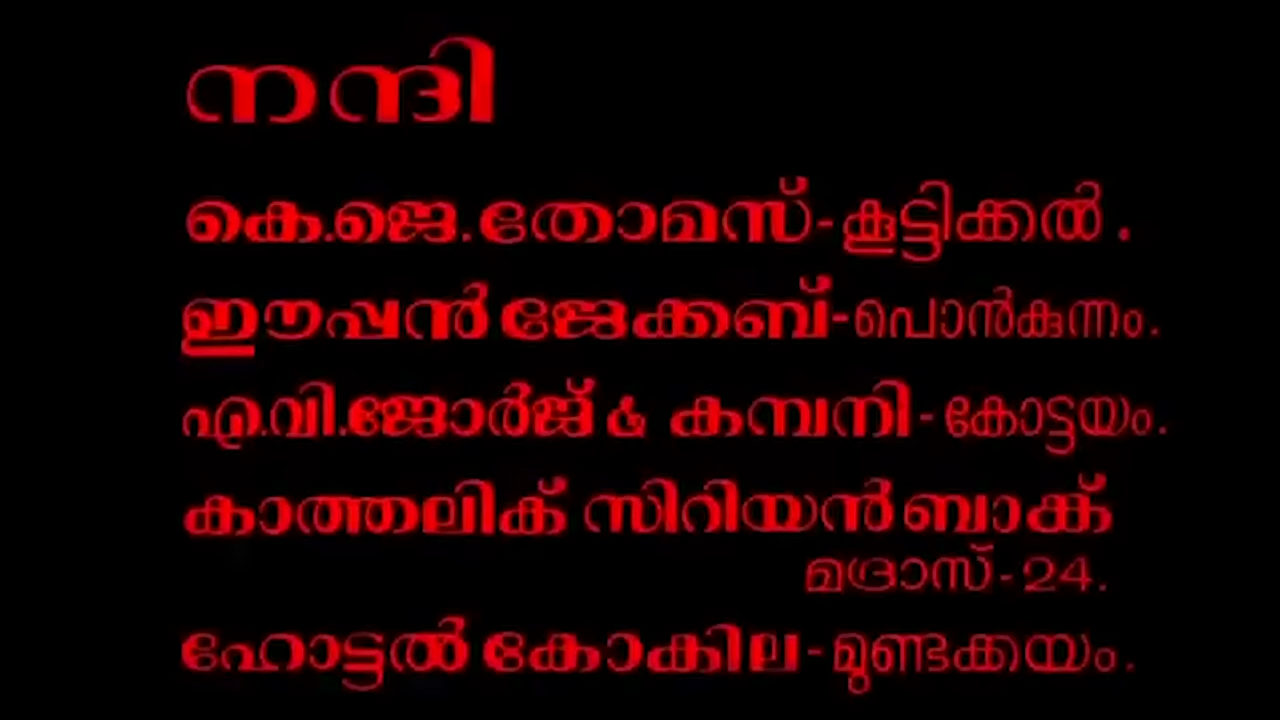 നന്ദി
കെ.ജെ.തോമസ്-കൂട്ടിക്കൽ.
ഈപ്പൻ ജേക്കബ്-പൊൻകുന്നം.
എ.വി.ജോർജ് & കമ്പനി-കോട്ടയം.
കാത്തലിക് സിറിയൻ ബാങ്ക്
മദ്രാസ്-24.
ഹോട്ടൽ കോകില-മുണ്ടക്കയം.